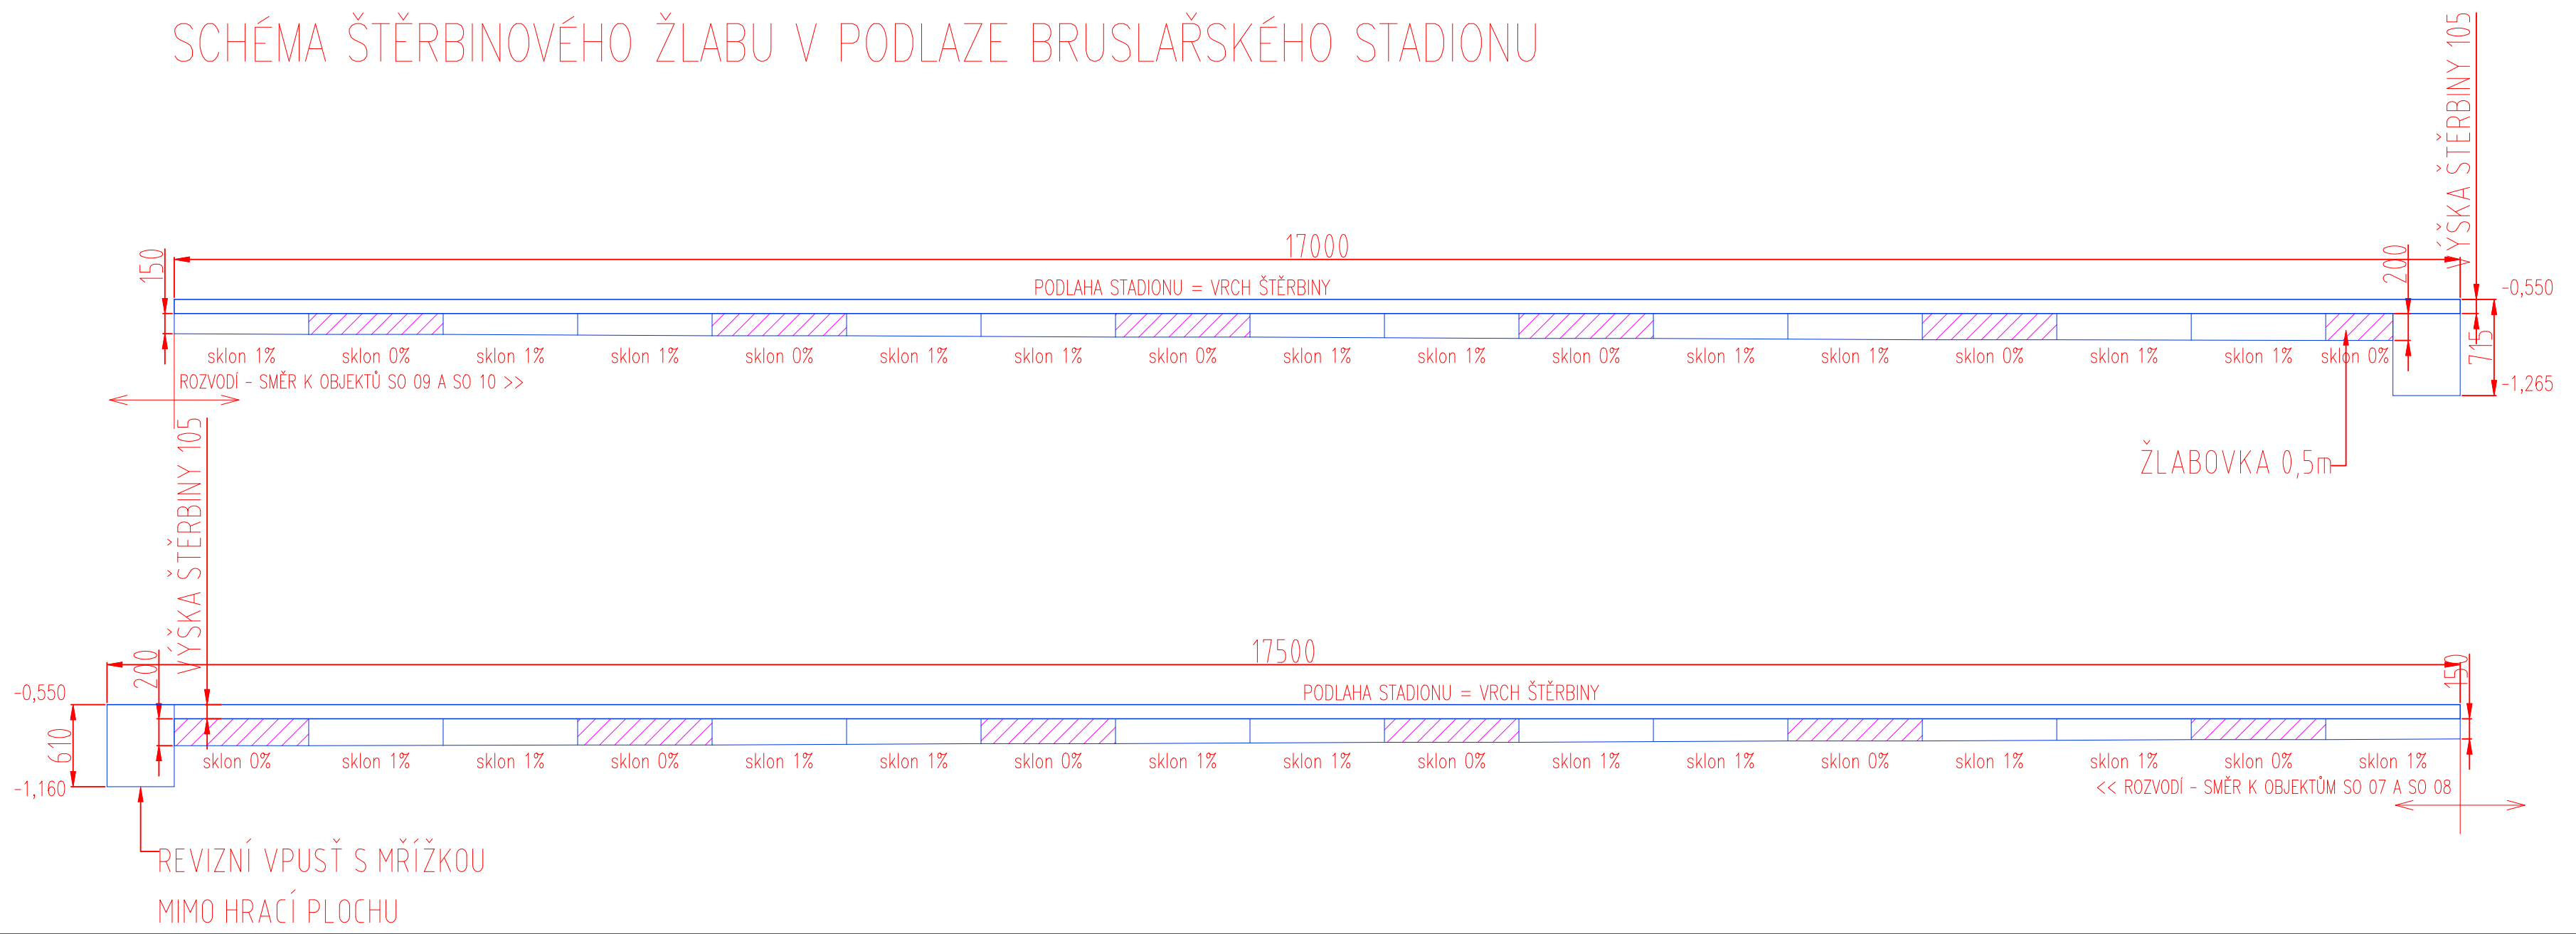 SCHÉMA ŠTĚRBINOVÉHO ŽLABU V PODLAZE BRUSLAŘSKÉHO STADIONU
VÝŠKA ŠTĚRBINY 105
150
17000
200
PODLAHA STADIONU = VRCH ŠTĚRBINY
-0,550
715
-1,265
sklon 1% sklon 0% sklon 1% sklon 1% sklon 0% sklon 1% sklon 1% sklon 0% sklon 1% sklon 1% sklon 0% sklon 1% sklon 1% sklon 0% sklon 1% sklon 1% sklon 0%
ROZVODÍ - SMĚR K OBJEKTŮ SO 09 A SO 10 >>
ŽLABOVKA 0,5m
VÝŠKA ŠTĚRBINY 105
200
17500
150
-0,550
PODLAHA STADIONU = VRCH ŠTĚRBINY
610
-1,160
sklon 0% sklon 1% sklon 1% sklon 0% sklon 1% sklon 1% sklon 0% sklon 1% sklon 1% sklon 0% sklon 1% sklon 1% sklon 0% sklon 1% sklon 1% sklon 0% sklon 1%
<< ROZVODÍ - SMĚR K OBJEKTŮM SO 07 A SO 08
REVIZNÍ VPUSŤ S MŘÍŽKOU
MIMO HRACÍ PLOCHU